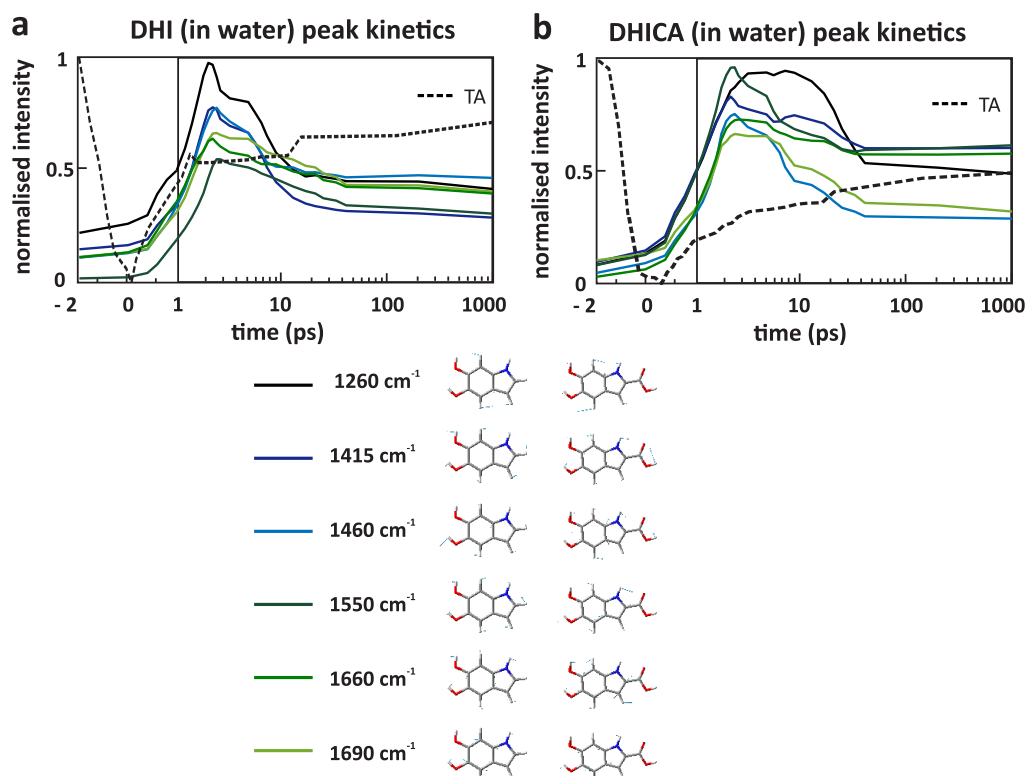 a
DHI (in water) peak kinetics
normalised intensity
1
0.5
0
TA
- 2
0
1
10
100
1000
time (ps)
b
DHICA (in water) peak kinetics
normalised intensity
1
0.5
0
TA
- 2
0
1
10
100
1000
time (ps)
1260 cm⁻¹
1415 cm⁻¹
1460 cm⁻¹
1550 cm⁻¹
1660 cm⁻¹
1690 cm⁻¹